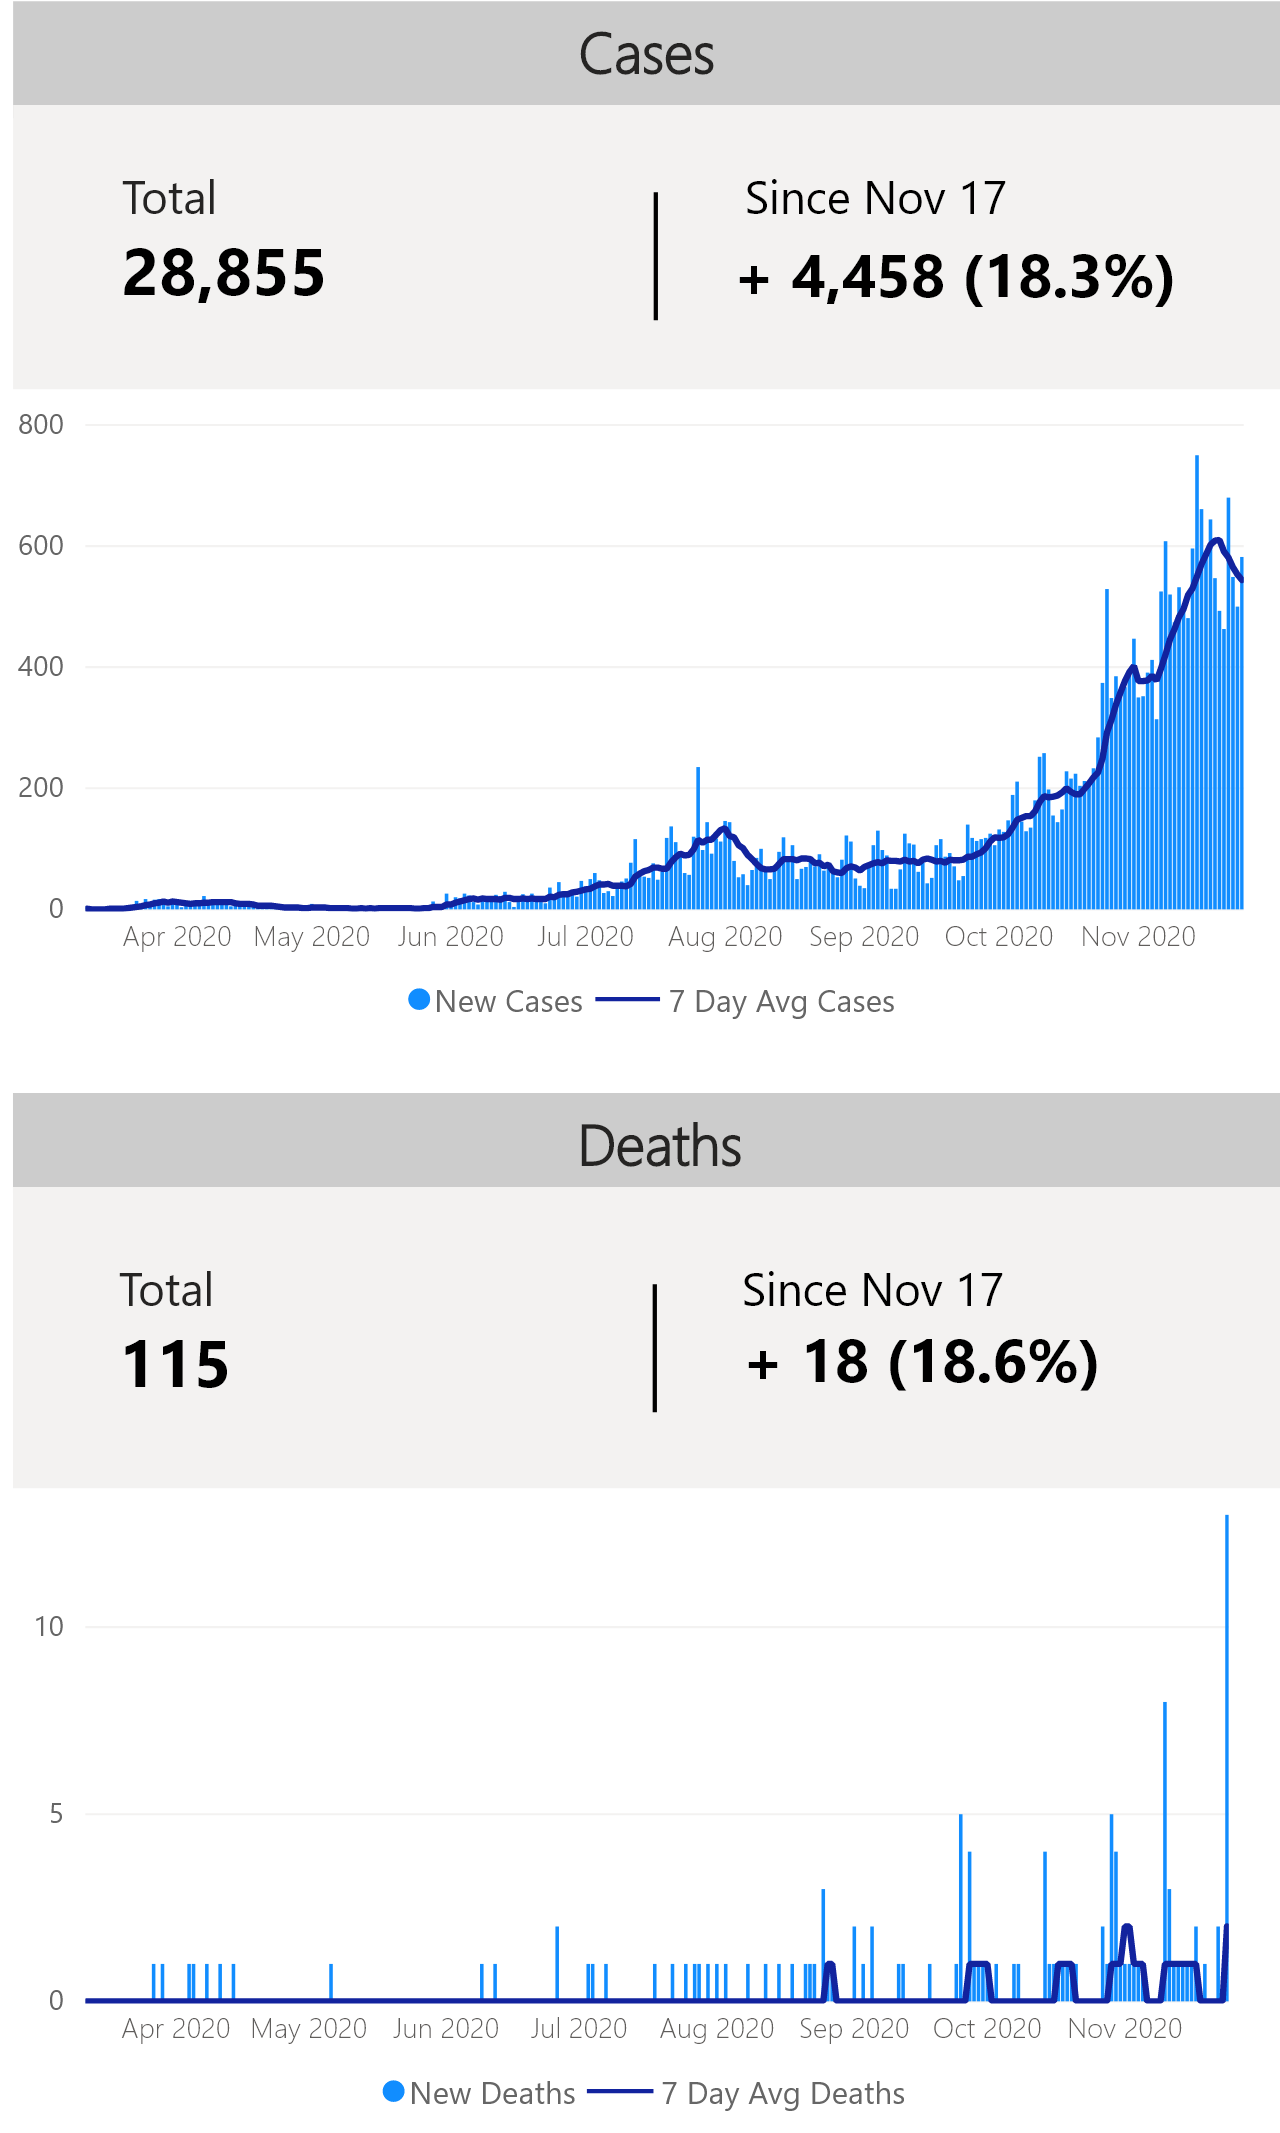 Cases
Total
Since Nov 17
28,855
+ 4,458 (18.3%)
800
600
400
200
0
Apr 2020 May 2020 Jun 2020 Jul 2020 Aug 2020 Sep 2020 Oct 2020 Nov 2020
New Cases 7 Day Avg Cases
Deaths
Total
Since Nov 17
115
+ 18 (18.6%)
10
5
0
Apr 2020 May 2020 Jun 2020 Jul 2020 Aug 2020 Sep 2020 Oct 2020 Nov 2020
New Deaths 7 Day Avg Deaths